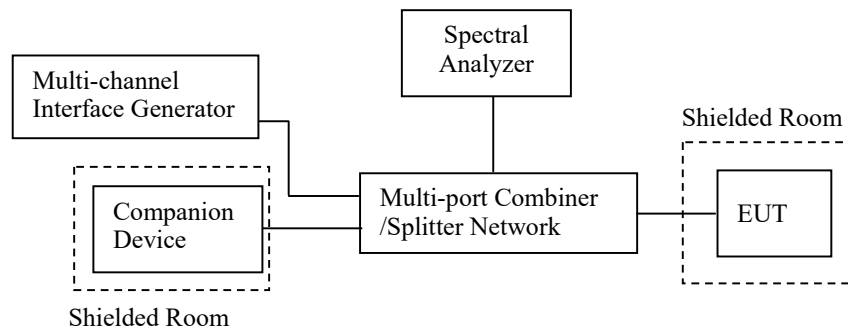 Spectral
Analyzer
Multi-channel
Interface Generator
Shielded Room
Multi-port Combiner
/Splitter Network
EUT
Companion
Device
Shielded Room